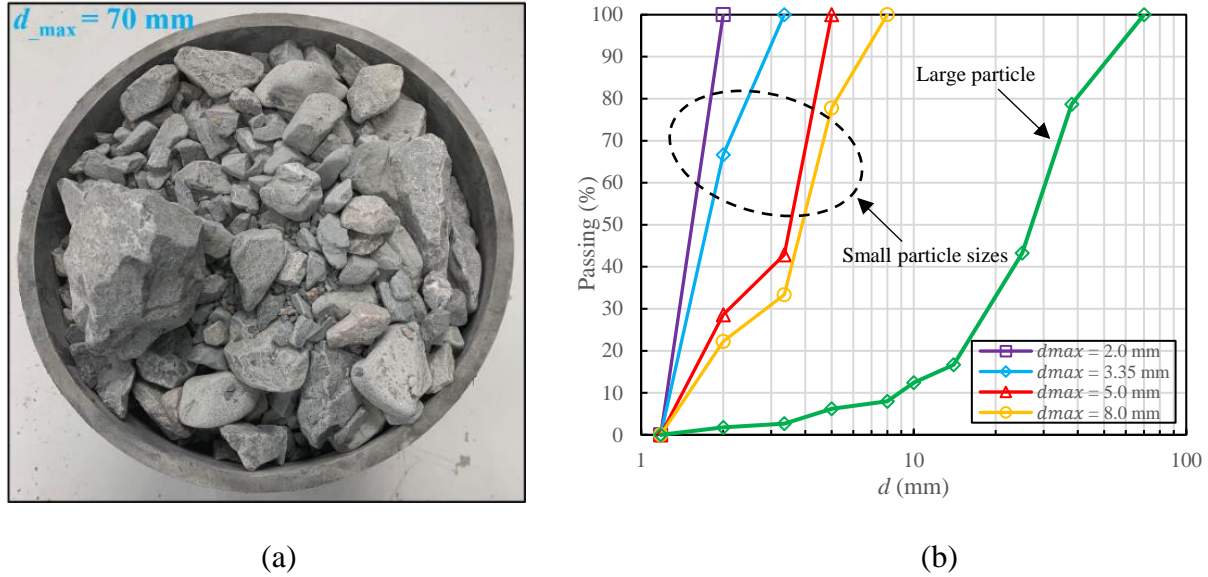 d_max = 70 mm
(a)
100
90
80
70
60
50
40
30
20
10
0
Passing (%)
Large particle
Small particle sizes
dmax = 2.0 mm
dmax = 3.35 mm
dmax = 5.0 mm
dmax = 8.0 mm
1 10 100
d (mm)
(b)